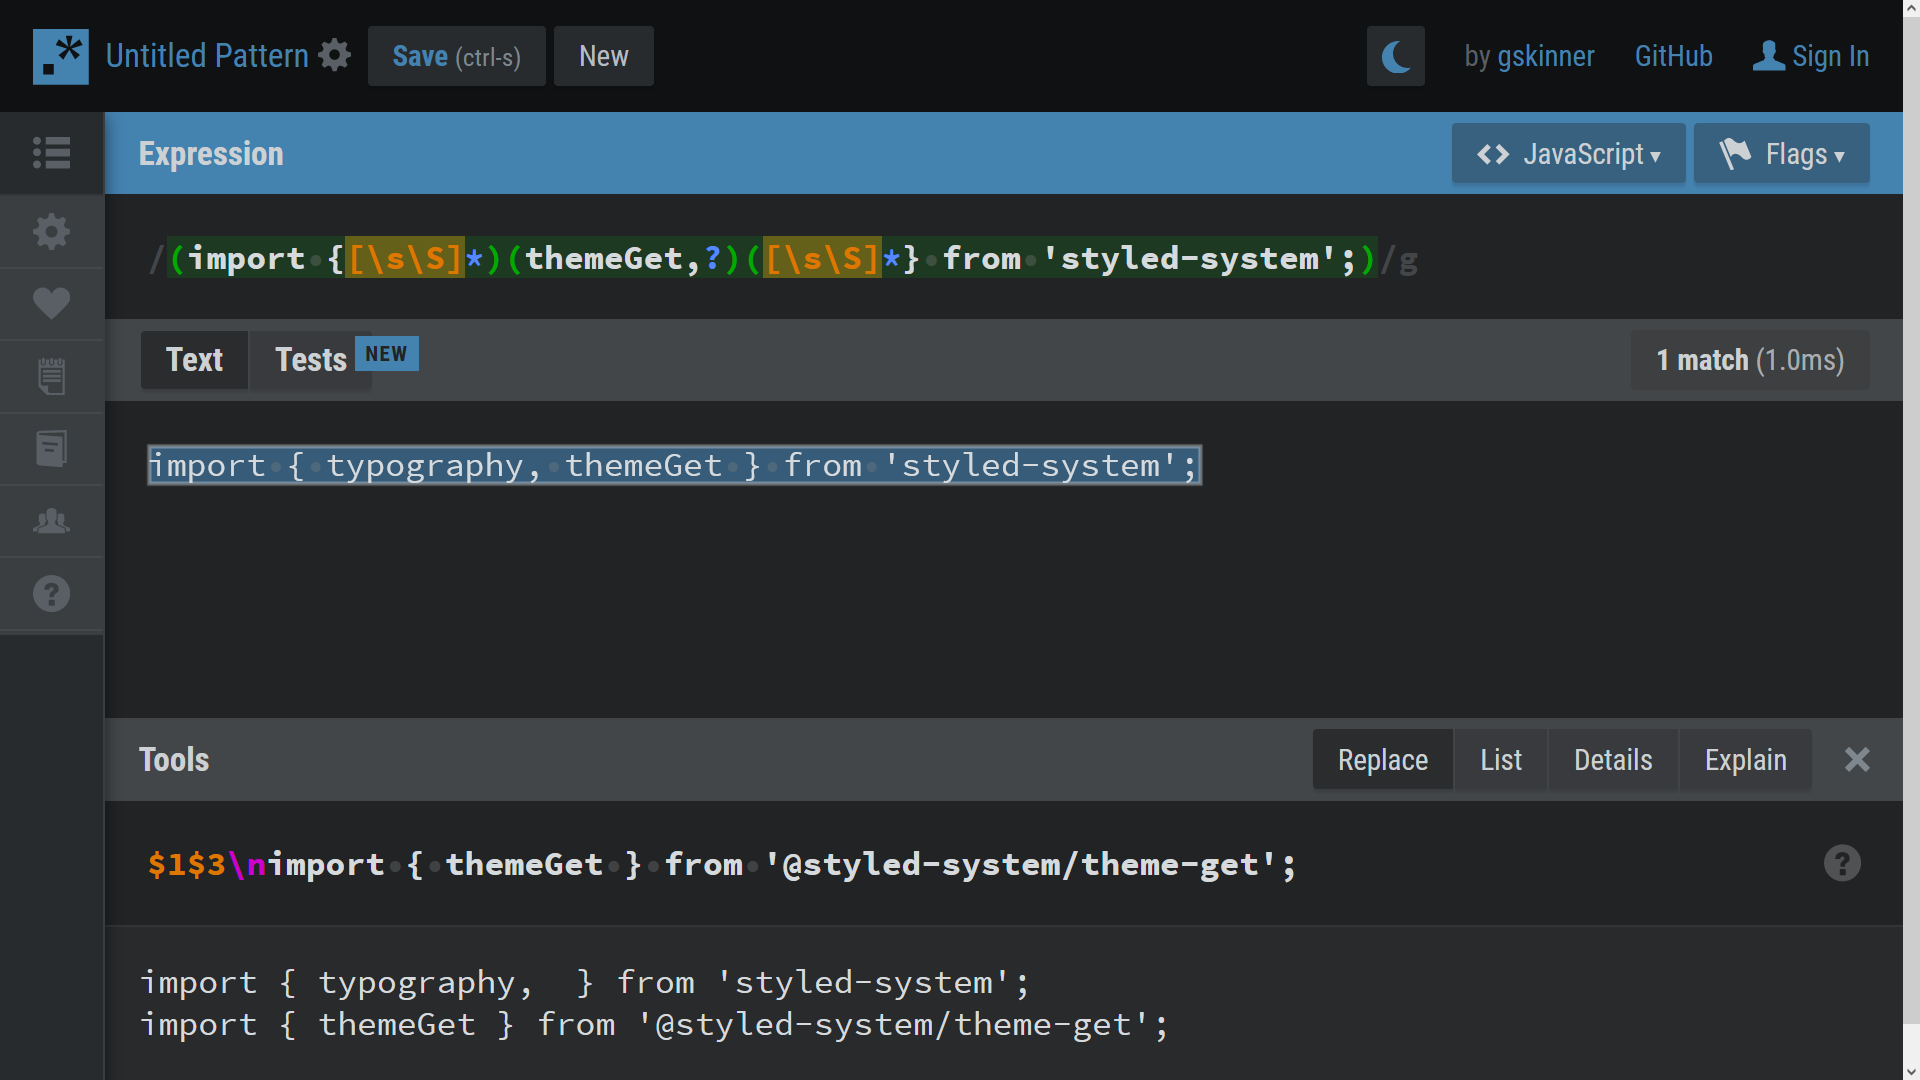 Untitled Pattern Save (ctrl-s) New by gskinner GitHub Sign In
Expression JavaScript ▾ Flags ▾
/(import {[\s\S]*)(themeGet,?)([\s\S]*} from 'styled-system';)/g
Text Tests NEW 1 match (1.0ms)
import { typography, themeGet } from 'styled-system';
Tools Replace List Details Explain
$1$3\nimport { themeGet } from '@styled-system/theme-get';
import { typography,  } from 'styled-system';
import { themeGet } from '@styled-system/theme-get';